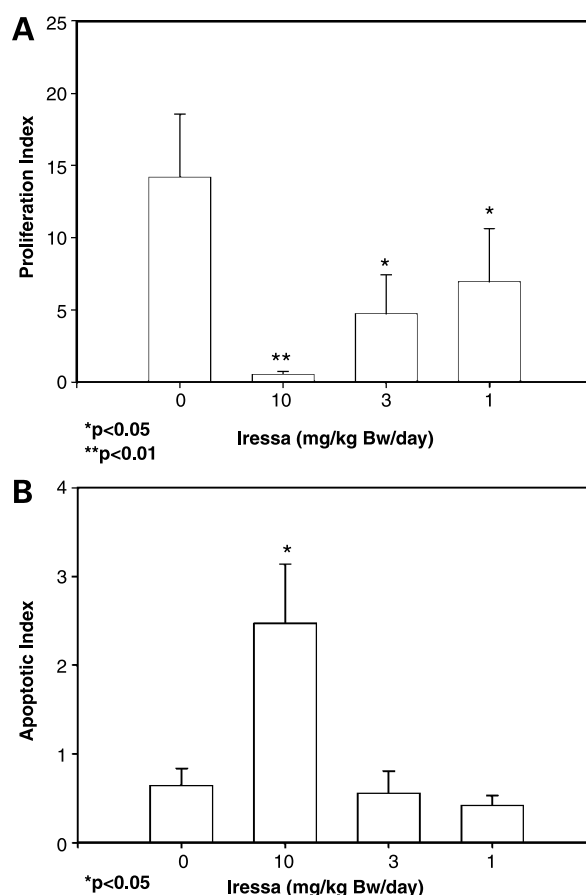 A
25
20
15
10
5
0
Proliferation Index
*
*
**
0 10 3 1
*p<0.05
**p<0.01
Iressa (mg/kg Bw/day)
B
4
3
2
1
0
Apoptotic Index
*
0 10 3 1
*p<0.05
Iressa (mg/kg Bw/day)